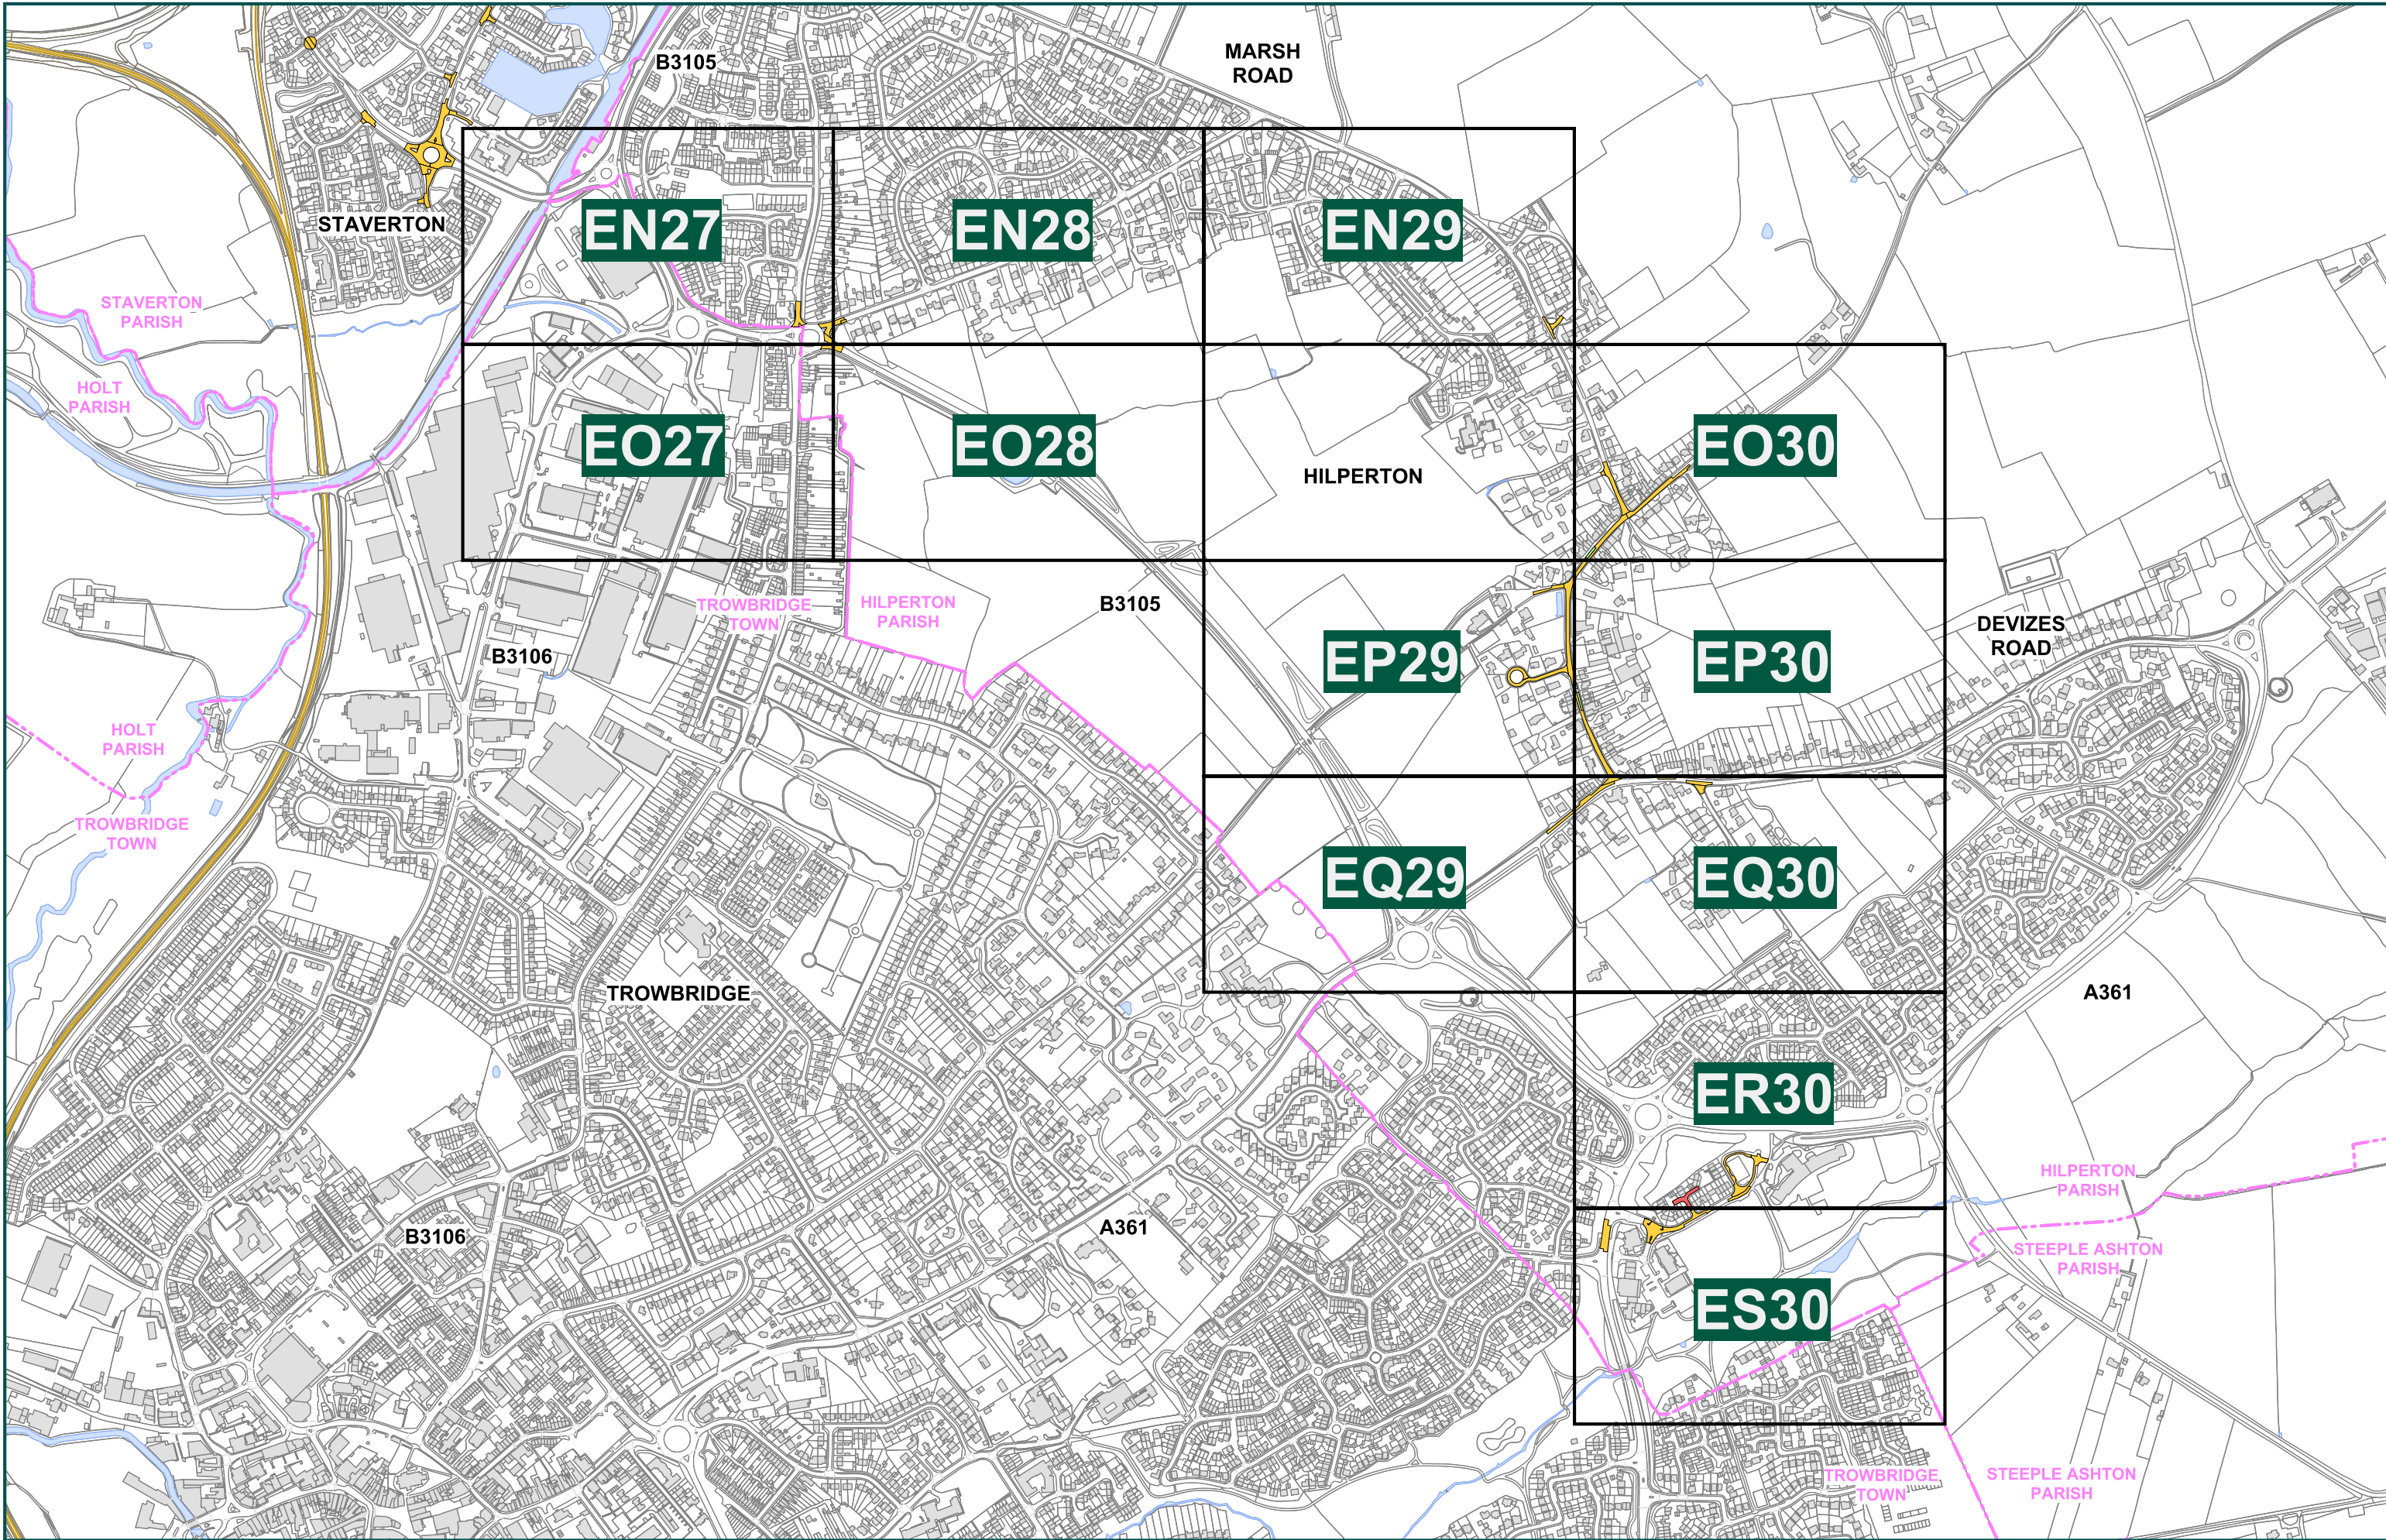 MARSH
ROAD
B3105
STAVERTON
EN27
EN28
EN29
STAVERTON
PARISH
HOLT
PARISH
EO27
EO28
HILPERTON
EO30
TROWBRIDGE
TOWN
HILPERTON
PARISH
B3105
DEVIZES
ROAD
B3106
EP29
EP30
HOLT
PARISH
TROWBRIDGE
TOWN
EQ29
EQ30
TROWBRIDGE
A361
ER30
HILPERTON
PARISH
B3106
A361
STEEPLE ASHTON
PARISH
ES30
TROWBRIDGE
TOWN
STEEPLE ASHTON
PARISH